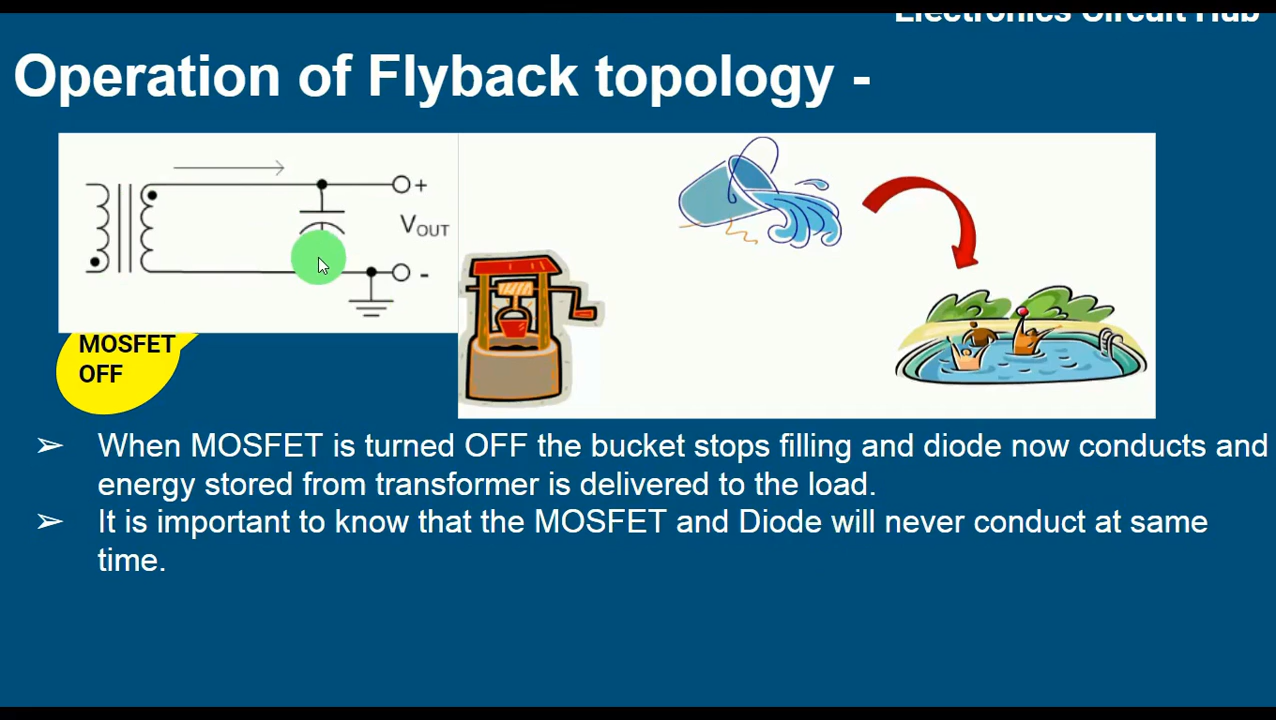 Electronics Circuit Hub
Operation of Flyback topology -
+
VOUT
-
MOSFET
OFF
➢ When MOSFET is turned OFF the bucket stops filling and diode now conducts and
energy stored from transformer is delivered to the load.
➢ It is important to know that the MOSFET and Diode will never conduct at same
time.